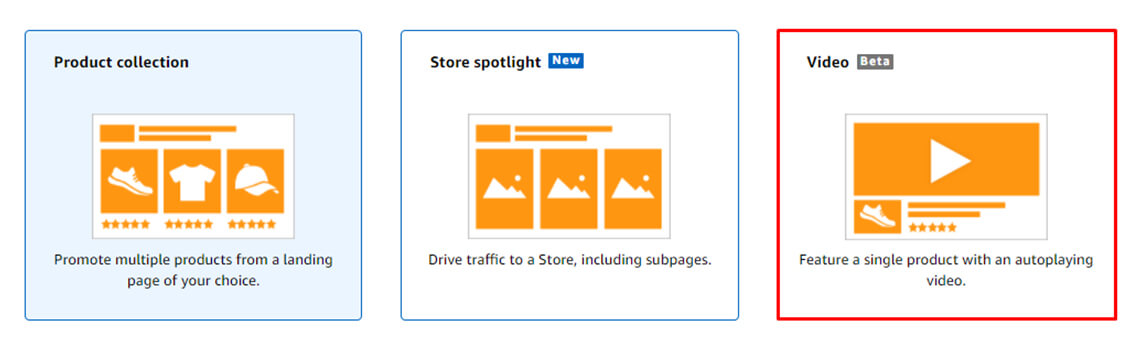 Product collection
Promote multiple products from a landing
page of your choice.
Store spotlight New
Drive traffic to a Store, including subpages.
Video Beta
Feature a single product with an autoplaying
video.